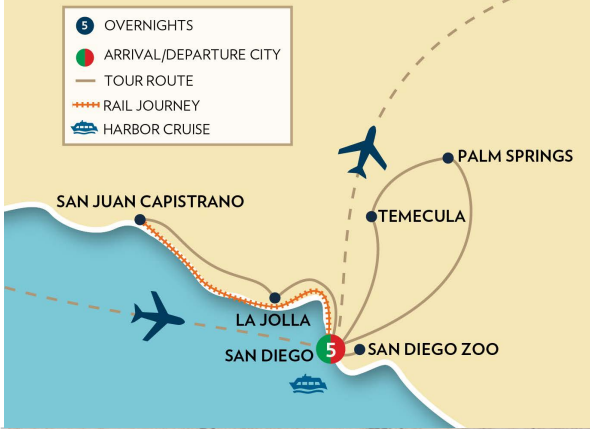 5 OVERNIGHTS
ARRIVAL/DEPARTURE CITY
TOUR ROUTE
RAIL JOURNEY
HARBOR CRUISE
PALM SPRINGS
SAN JUAN CAPISTRANO
TEMECULA
LA JOLLA
SAN DIEGO 5 SAN DIEGO ZOO